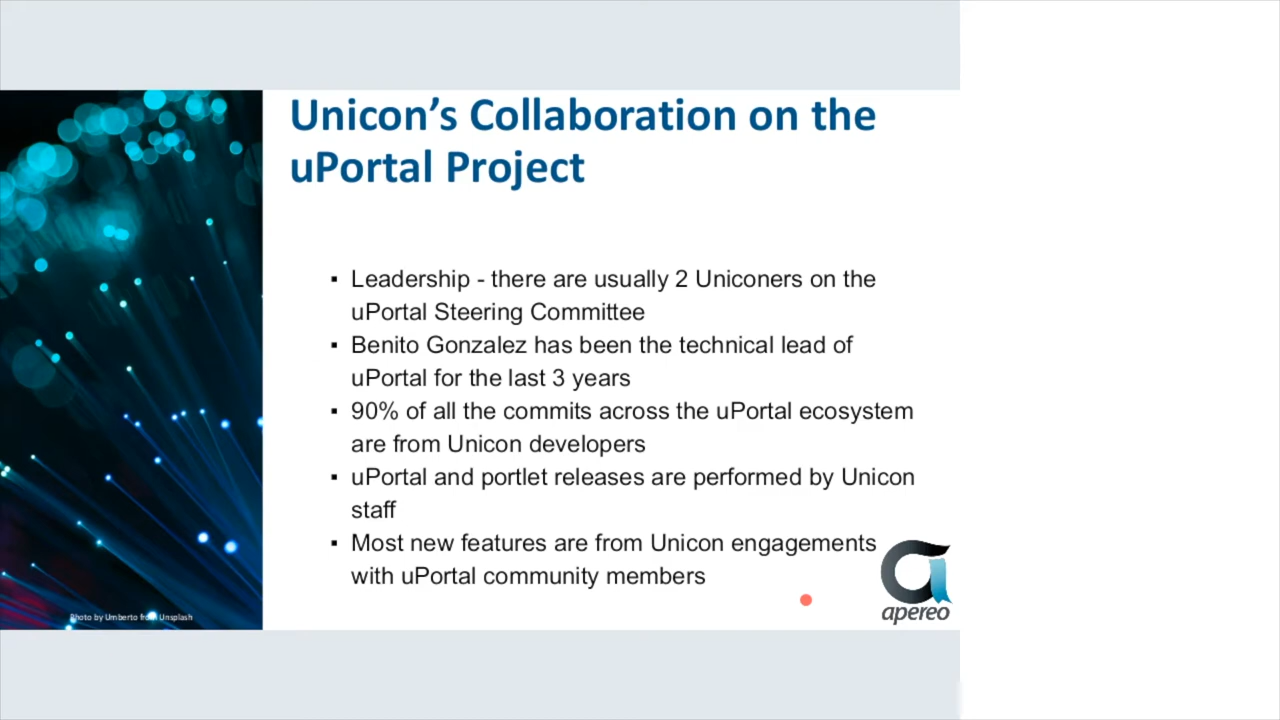 Unicon’s Collaboration on the
uPortal Project
▪ Leadership - there are usually 2 Uniconers on the
uPortal Steering Committee
▪ Benito Gonzalez has been the technical lead of
uPortal for the last 3 years
▪ 90% of all the commits across the uPortal ecosystem
are from Unicon developers
▪ uPortal and portlet releases are performed by Unicon
staff
▪ Most new features are from Unicon engagements
with uPortal community members
apereo
Photo by Umberto from Unsplash